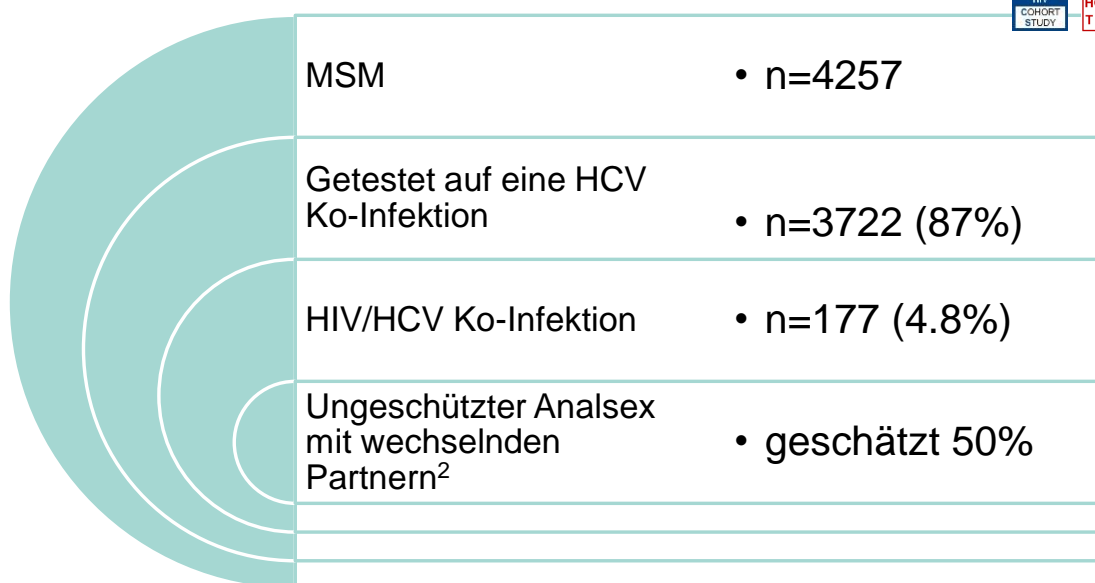 COHORT
STUDY
MSM
• n=4257
Getestet auf eine HCV
Ko-Infektion
• n=3722 (87%)
HIV/HCV Ko-Infektion
• n=177 (4.8%)
Ungeschützter Analsex
mit wechselnden
Partnern²
• geschätzt 50%